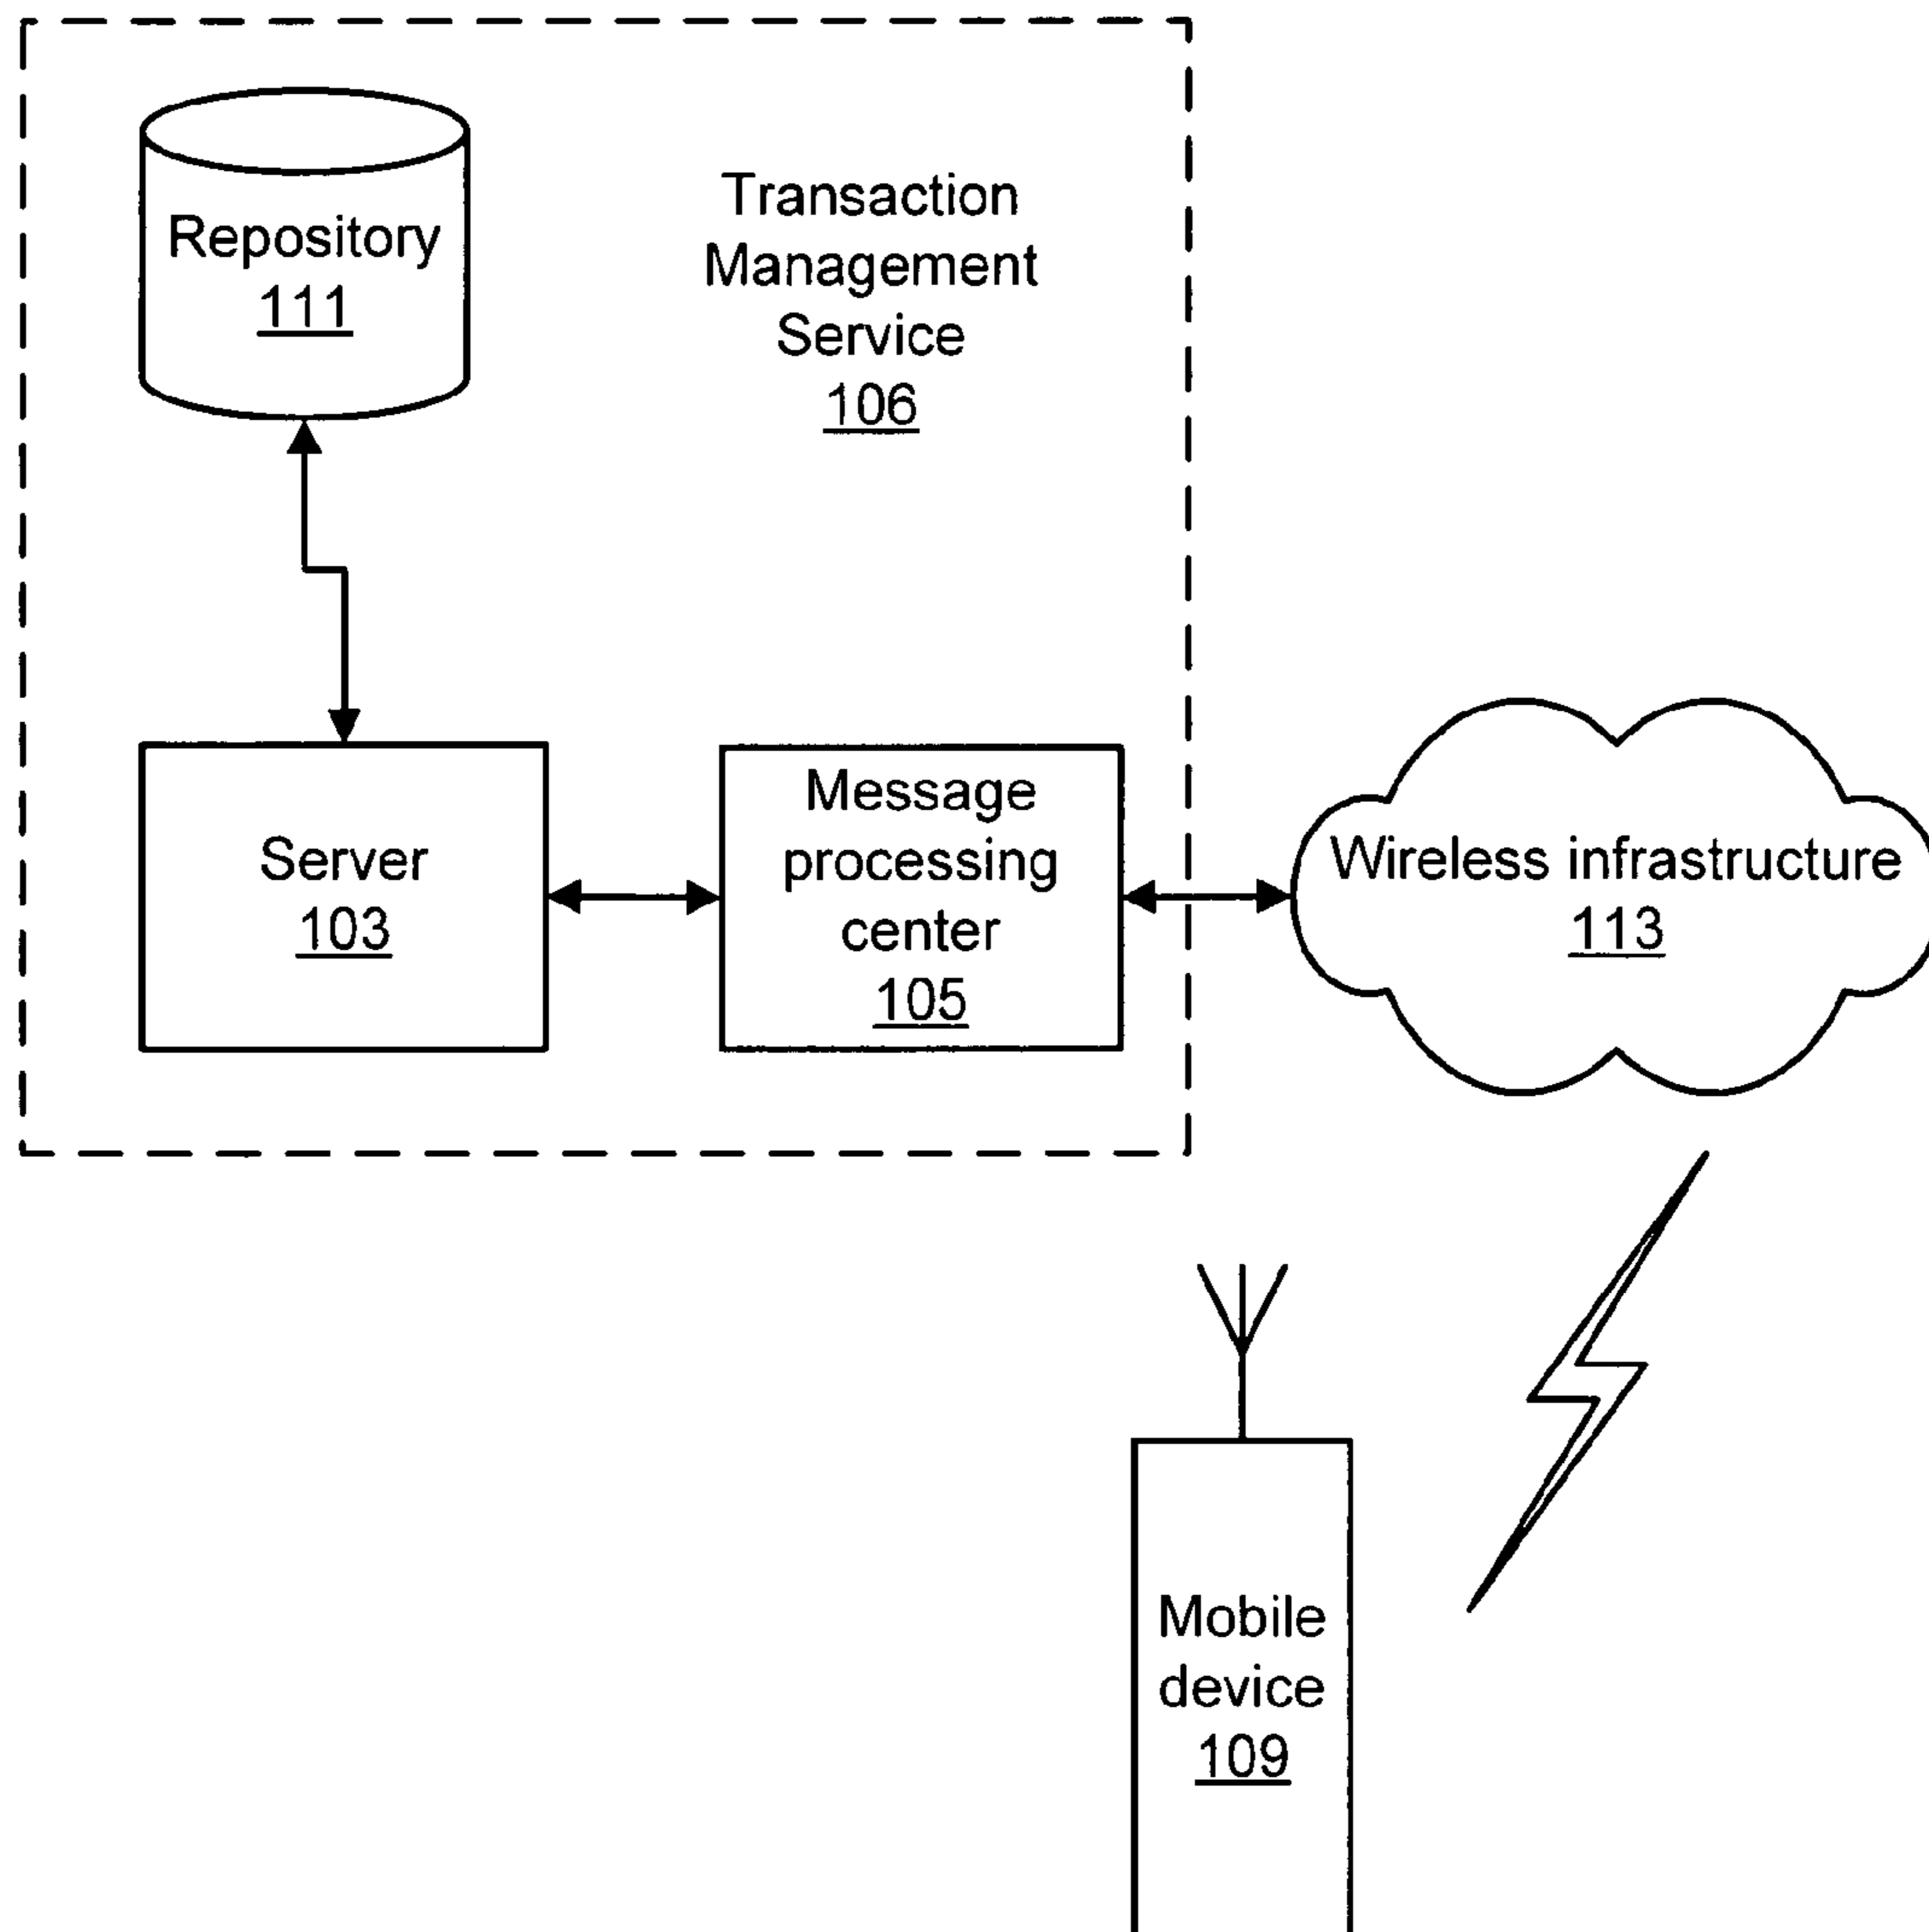 Repository
111
Transaction
Management
Service
106
Server
103
Message
processing
center
105
Wireless infrastructure
113
Mobile
device
109